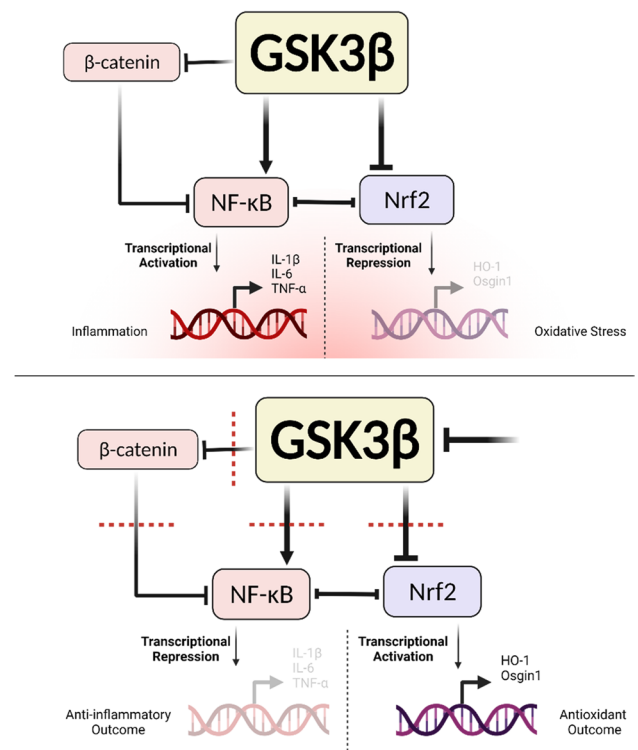 GSK3β
β-catenin
NF-κB
Nrf2
Transcriptional
Activation
IL-1β
IL-6
TNF-α
Transcriptional
Repression
HO-1
Osgin1
Inflammation
Oxidative Stress
GSK3β
β-catenin
NF-κB
Nrf2
Transcriptional
Repression
IL-1β
IL-6
TNF-α
Transcriptional
Activation
HO-1
Osgin1
Anti-inflammatory
Outcome
Antioxidant
Outcome